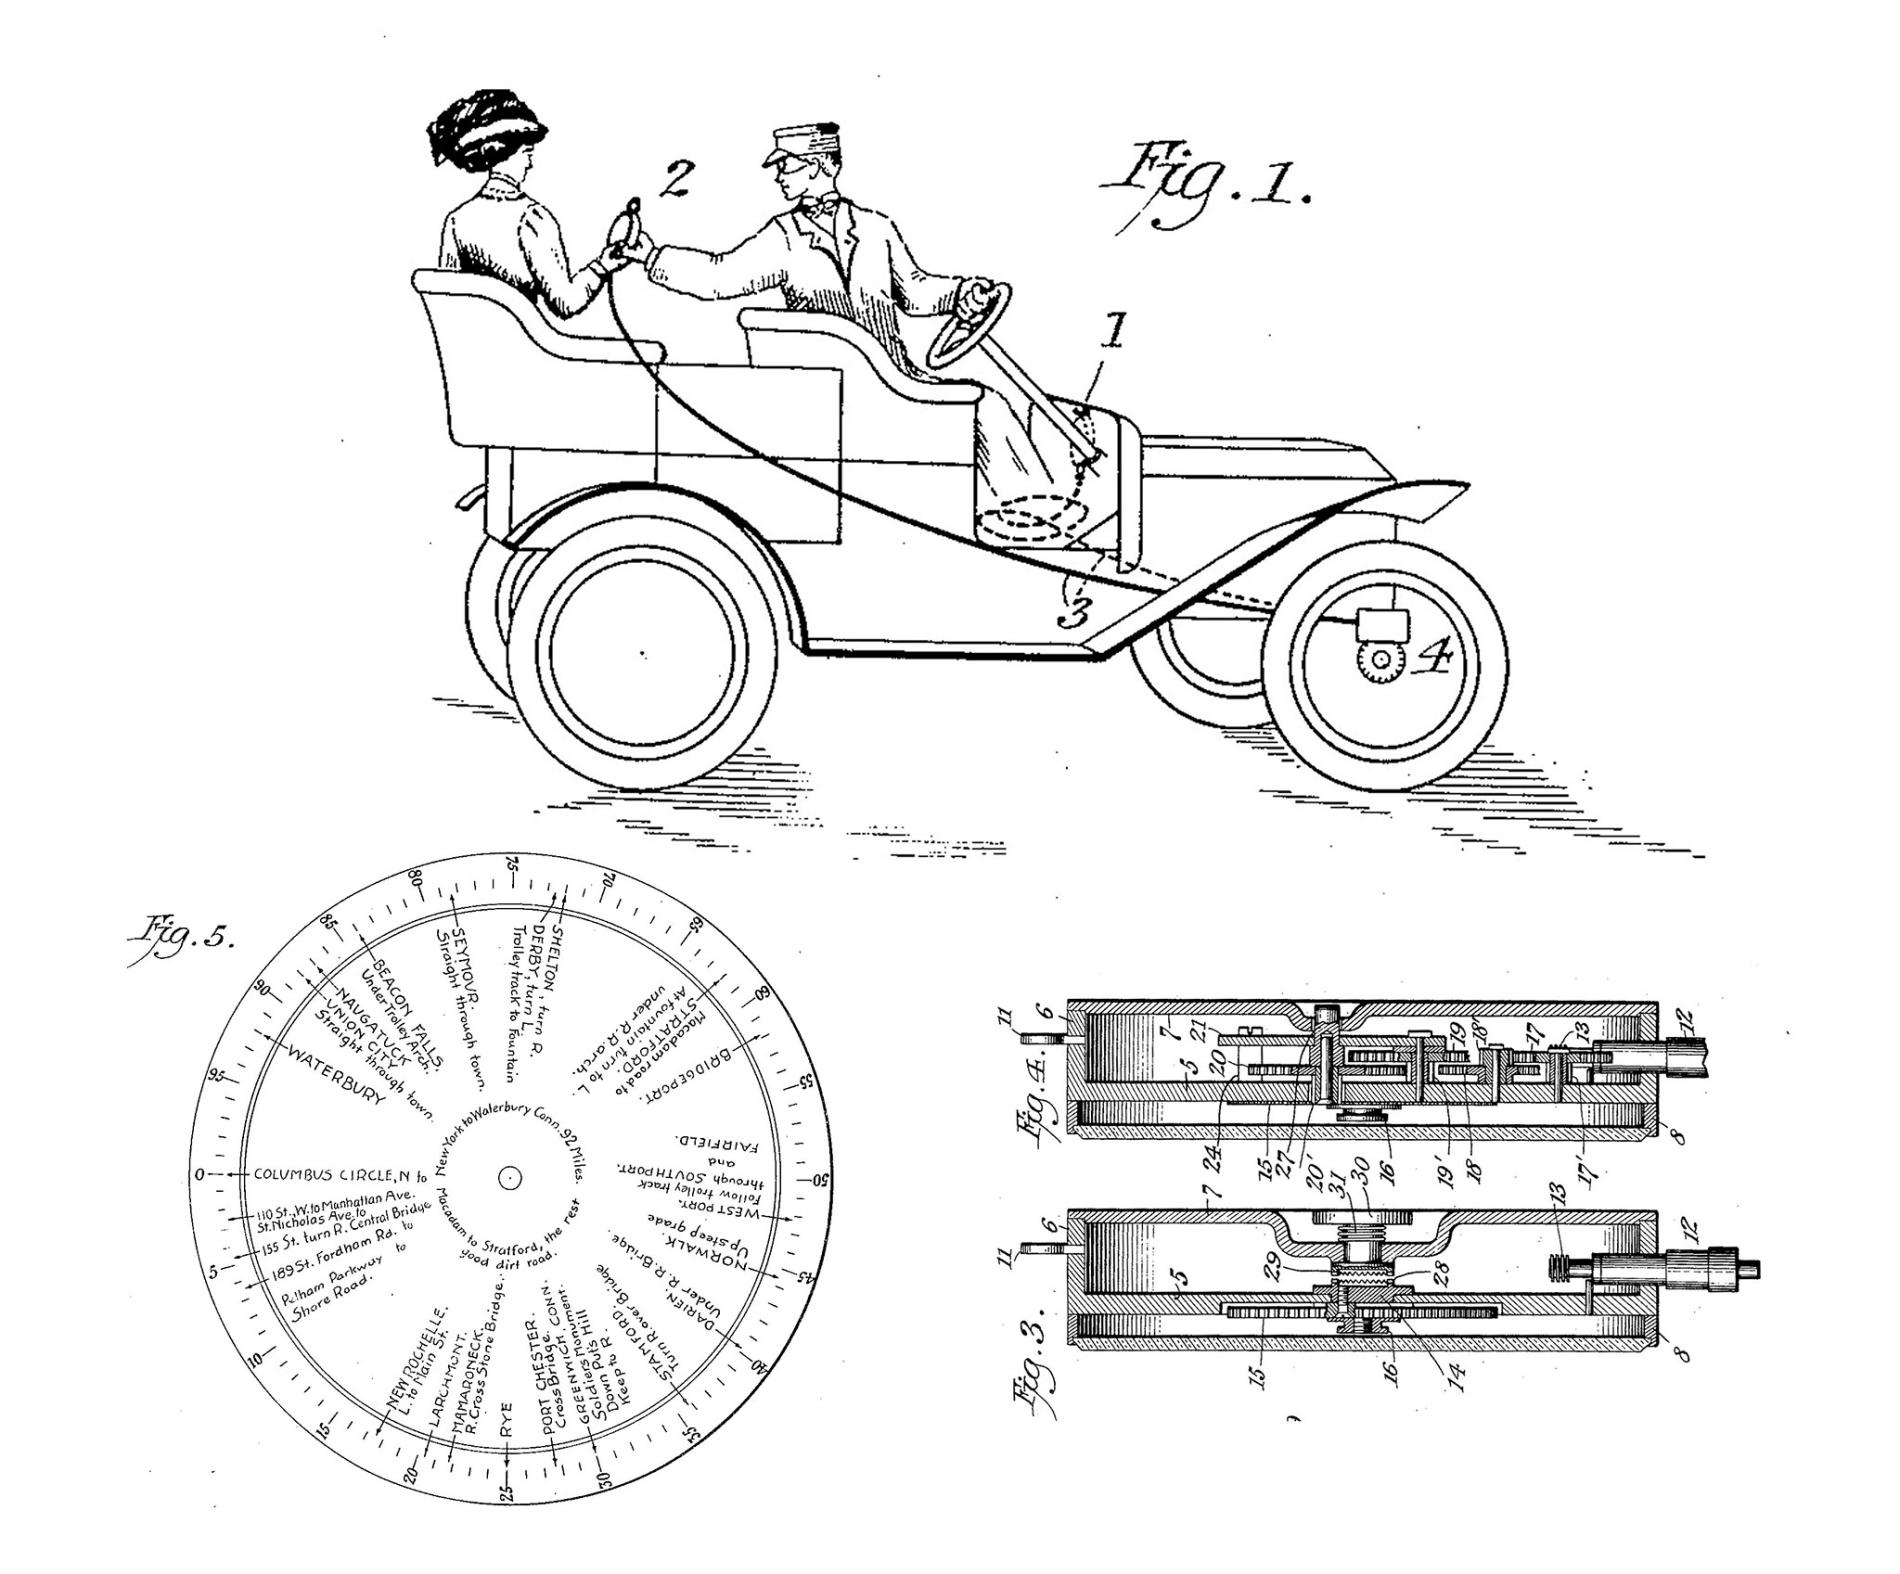 Fig. 1.
2
1
3
4
Fig. 5.
0
5
10
15
20
25
30
35
40
45
50
55
60
65
70
75
80
85
90
95
New York to Waterbury Conn. 92 Miles.
Macadam to Stratford, the rest
good dirt road.
COLUMBUS CIRCLE, N to
110 St. W. to Manhattan Ave.
St. Nicholas Ave. to
155 St. turn R. Central Bridge
189 St. Fordham Rd. to
Pelham Parkway to
Shore Road.
NEW ROCHELLE.
L. to Main St.
LARCHMONT.
MAMARONECK.
R. Cross Stone Bridge.
RYE
PORT CHESTER.
Cross Bridge.
GREENWICH CONN.
Soldiers Monument.
Down Puts Hill
Keep to R.
STAMFORD.
Turn R. over Bridge
DARIEN.
Under R.R. Bridge
NORWALK.
Up steep grade
WEST PORT.
Follow trolley track
through SOUTHPORT.
and
FAIRFIELD.
BRIDGEPORT.
Macadam road to
STRATFORD.
At fountain turn to L.
under R.R. arch.
SHELTON, turn R.
DERBY, turn L.
Trolley track to Fountain
SEYMOUR.
Straight through town.
BEACON FALLS.
Under Trolley Arch.
NAUGATUCK
UNION CITY
Straight through town.
WATERBURY
Fig. 4.
11
6
7
21
20
5
19
18'
17
13
12
24
15
27
20'
16
19'
18
17'
8
Fig. 3.
11
6
7
31
30
29
28
5
13
12
15
16
14
8